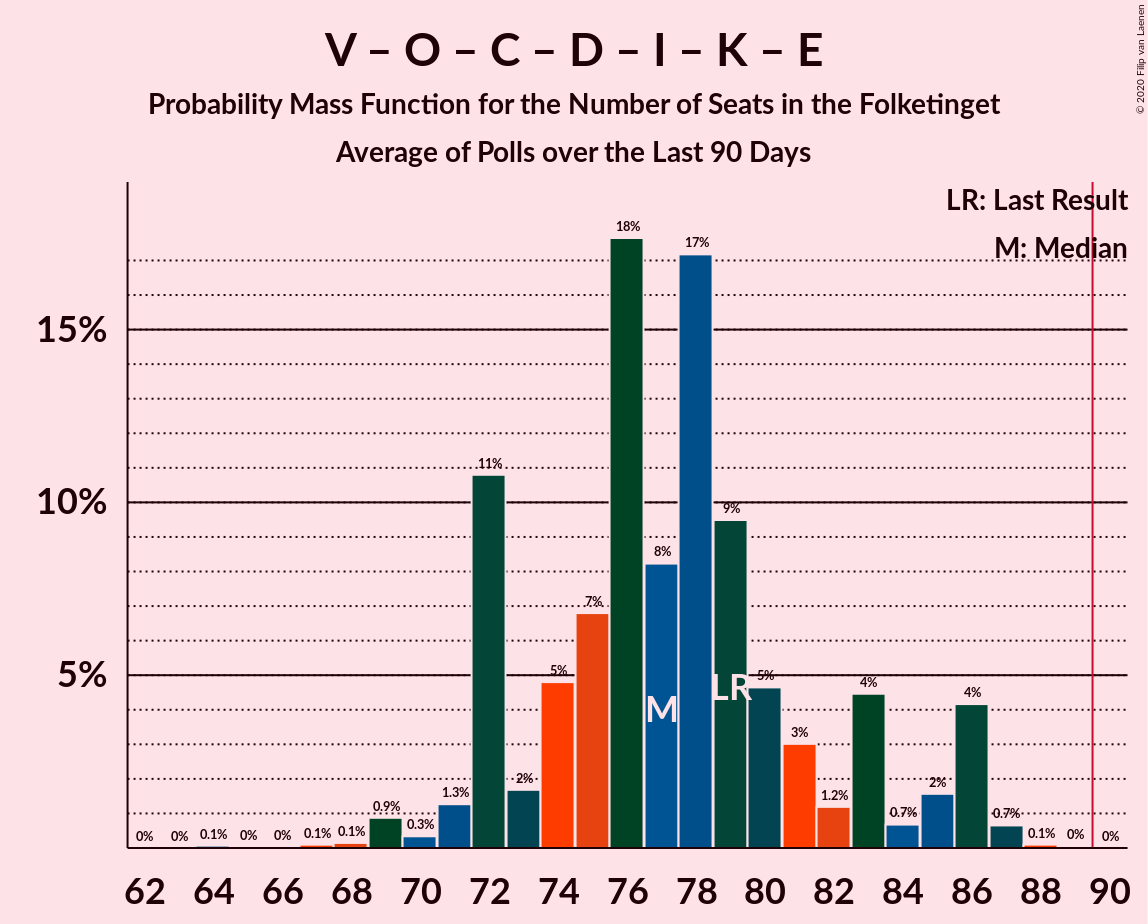 V – O – C – D – I – K – E
Probability Mass Function for the Number of Seats in the Folketinget
Average of Polls over the Last 90 Days
© 2020 Filip van Laenen
LR: Last Result
M: Median
15%
10%
5%
0% 0% 0.1% 0% 0% 0.1% 0.1% 0.9% 0.3% 1.3% 11% 2% 5% 7% 18% 8% 17% 9% 5% 3% 1.2% 4% 0.7% 2% 4% 0.7% 0.1% 0% 0%
M LR
62 64 66 68 70 72 74 76 78 80 82 84 86 88 90